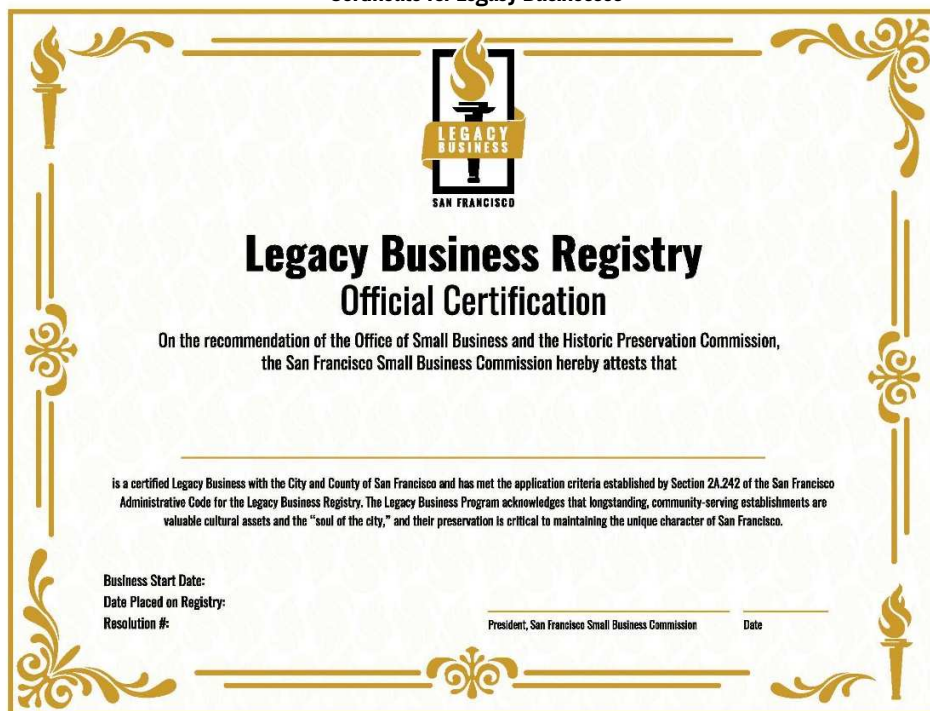 Certificate for Legacy Businesses
LEGACY
BUSINESS
SAN FRANCISCO
Legacy Business Registry
Official Certification
On the recommendation of the Office of Small Business and the Historic Preservation Commission,
the San Francisco Small Business Commission hereby attests that
is a certified Legacy Business with the City and County of San Francisco and has met the application criteria established by Section 2A.242 of the San Francisco
Administrative Code for the Legacy Business Registry. The Legacy Business Program acknowledges that longstanding, community-serving establishments are
valuable cultural assets and the “soul of the city,” and their preservation is critical to maintaining the unique character of San Francisco.
Business Start Date:
Date Placed on Registry:
Resolution #:
President, San Francisco Small Business Commission Date